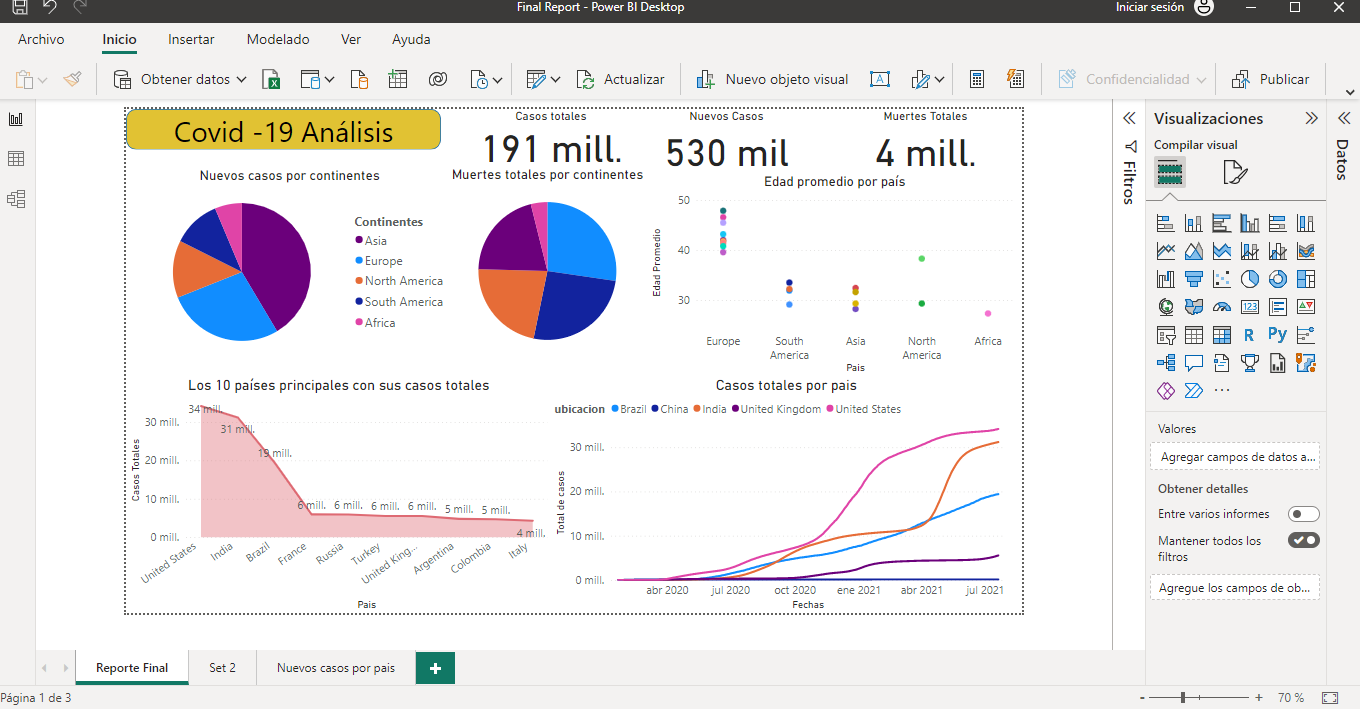 Final Report - Power BI Desktop
Iniciar sesión
Archivo Inicio Insertar Modelado Ver Ayuda
Obtener datos Actualizar Nuevo objeto visual Confidencialidad Publicar
Covid -19 Análisis
Casos totales
191 mill.
Nuevos Casos
530 mil
Muertes Totales
4 mill.
Nuevos casos por continentes
Continentes
Asia
Europe
North America
South America
Africa
Muertes totales por continentes
Edad promedio por país
Edad Promedio
50
40
30
Europe South America Asia North America Africa
Pais
Los 10 países principales con sus casos totales
Casos Totales
30 mill.
20 mill.
10 mill.
0 mill.
34 mill.
31 mill.
19 mill.
6 mill. 6 mill. 6 mill. 6 mill. 5 mill. 5 mill.
4 mill.
United States India Brazil France Russia Turkey United King... Argentina Colombia Italy
Pais
Casos totales por pais
ubicacion Brazil China India United Kingdom United States
Total de casos
30 mill.
20 mill.
10 mill.
0 mill.
abr 2020 jul 2020 oct 2020 ene 2021 abr 2021 jul 2021
Fechas
Filtros
Visualizaciones
Compilar visual
123
R Py
Valores
Agregar campos de datos a...
Obtener detalles
Entre varios informes
Mantener todos los
filtros
Agregue los campos de ob...
Datos
Reporte Final Set 2 Nuevos casos por pais +
Página 1 de 3
- + 70 %